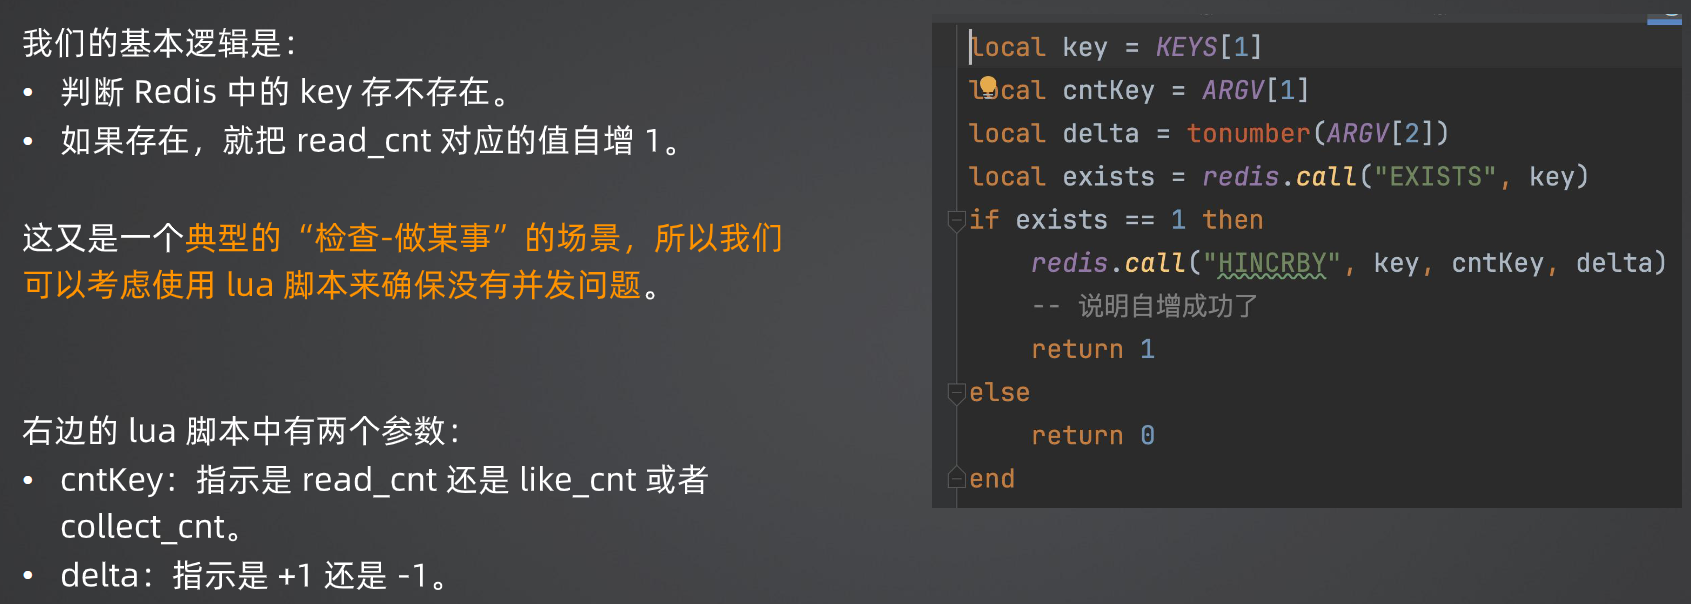 我们的基本逻辑是：
• 判断 Redis 中的 key 存不存在。
• 如果存在，就把 read_cnt 对应的值自增 1。
这又是一个典型的“检查-做某事”的场景，所以我们
可以考虑使用 lua 脚本来确保没有并发问题。
右边的 lua 脚本中有两个参数：
• cntKey：指示是 read_cnt 还是 like_cnt 或者
collect_cnt。
• delta：指示是 +1 还是 -1。
local key = KEYS[1]
local cntKey = ARGV[1]
local delta = tonumber(ARGV[2])
local exists = redis.call("EXISTS", key)
if exists == 1 then
redis.call("HINCRBY", key, cntKey, delta)
-- 说明自增成功了
return 1
else
return 0
end